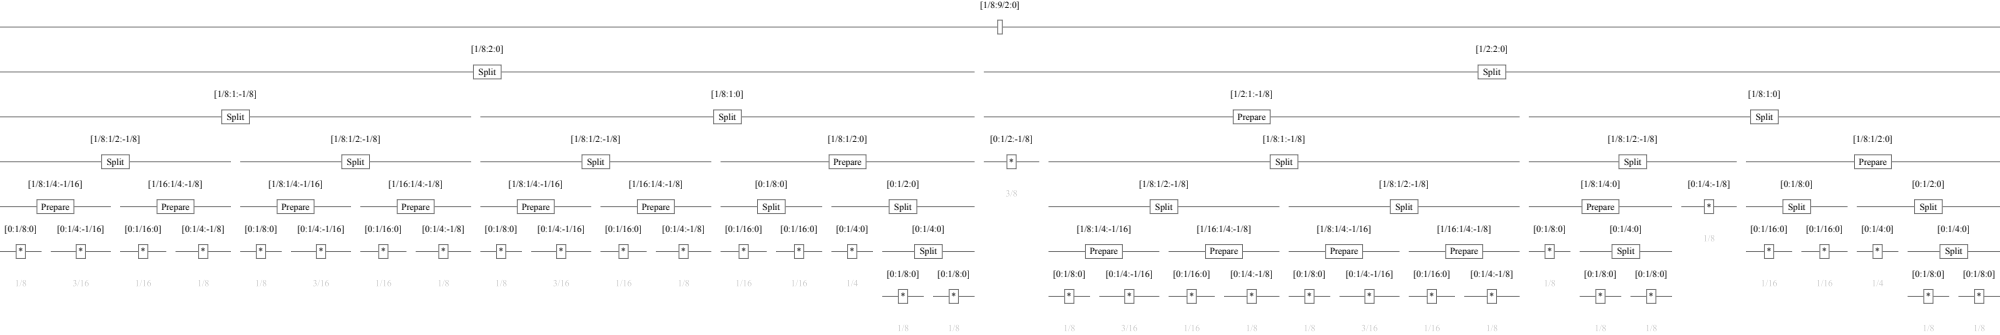 [1/8:9/2:0]
[1/8:2:0] [1/2:2:0]
Split Split
[1/8:1:-1/8] [1/8:1:0] [1/2:1:-1/8] [1/8:1:0]
Split Split Prepare Split
[1/8:1/2:-1/8] [1/8:1/2:-1/8] [1/8:1/2:-1/8] [1/8:1/2:0] [0:1/2:-1/8] [1/8:1:-1/8] [1/8:1/2:-1/8] [1/8:1/2:0]
Split Split Split Prepare * Split Split Prepare
[1/8:1/4:-1/16] [1/16:1/4:-1/8] [1/8:1/4:-1/16] [1/16:1/4:-1/8] [1/8:1/4:-1/16] [1/16:1/4:-1/8] [0:1/8:0] [0:1/2:0] 3/8 [1/8:1/2:-1/8] [1/8:1/2:-1/8] [1/8:1/4:0] [0:1/4:-1/8] [0:1/8:0] [0:1/2:0]
Prepare Prepare Prepare Prepare Prepare Prepare Split Split Split Split Prepare * Split Split
[0:1/8:0] [0:1/4:-1/16] [0:1/16:0] [0:1/4:-1/8] [0:1/8:0] [0:1/4:-1/16] [0:1/16:0] [0:1/4:-1/8] [0:1/8:0] [0:1/4:-1/16] [0:1/16:0] [0:1/4:-1/8] [0:1/16:0] [0:1/16:0] [0:1/4:0] [0:1/4:0] [1/8:1/4:-1/16] [1/16:1/4:-1/8] [1/8:1/4:-1/16] [1/16:1/4:-1/8] [0:1/8:0] [0:1/4:0] 1/8 [0:1/16:0] [0:1/16:0] [0:1/4:0] [0:1/4:0]
* * * * * * * * * * * * * * * Split Prepare Prepare Prepare Prepare * Split * * * Split
1/8 3/16 1/16 1/8 1/8 3/16 1/16 1/8 1/8 3/16 1/16 1/8 1/16 1/16 1/4 [0:1/8:0] [0:1/8:0] [0:1/8:0] [0:1/4:-1/16] [0:1/16:0] [0:1/4:-1/8] [0:1/8:0] [0:1/4:-1/16] [0:1/16:0] [0:1/4:-1/8] 1/8 [0:1/8:0] [0:1/8:0] 1/16 1/16 1/4 [0:1/8:0] [0:1/8:0]
* * * * * * * * * * * * * *
1/8 1/8 1/8 3/16 1/16 1/8 1/8 3/16 1/16 1/8 1/8 1/8 1/8 1/8